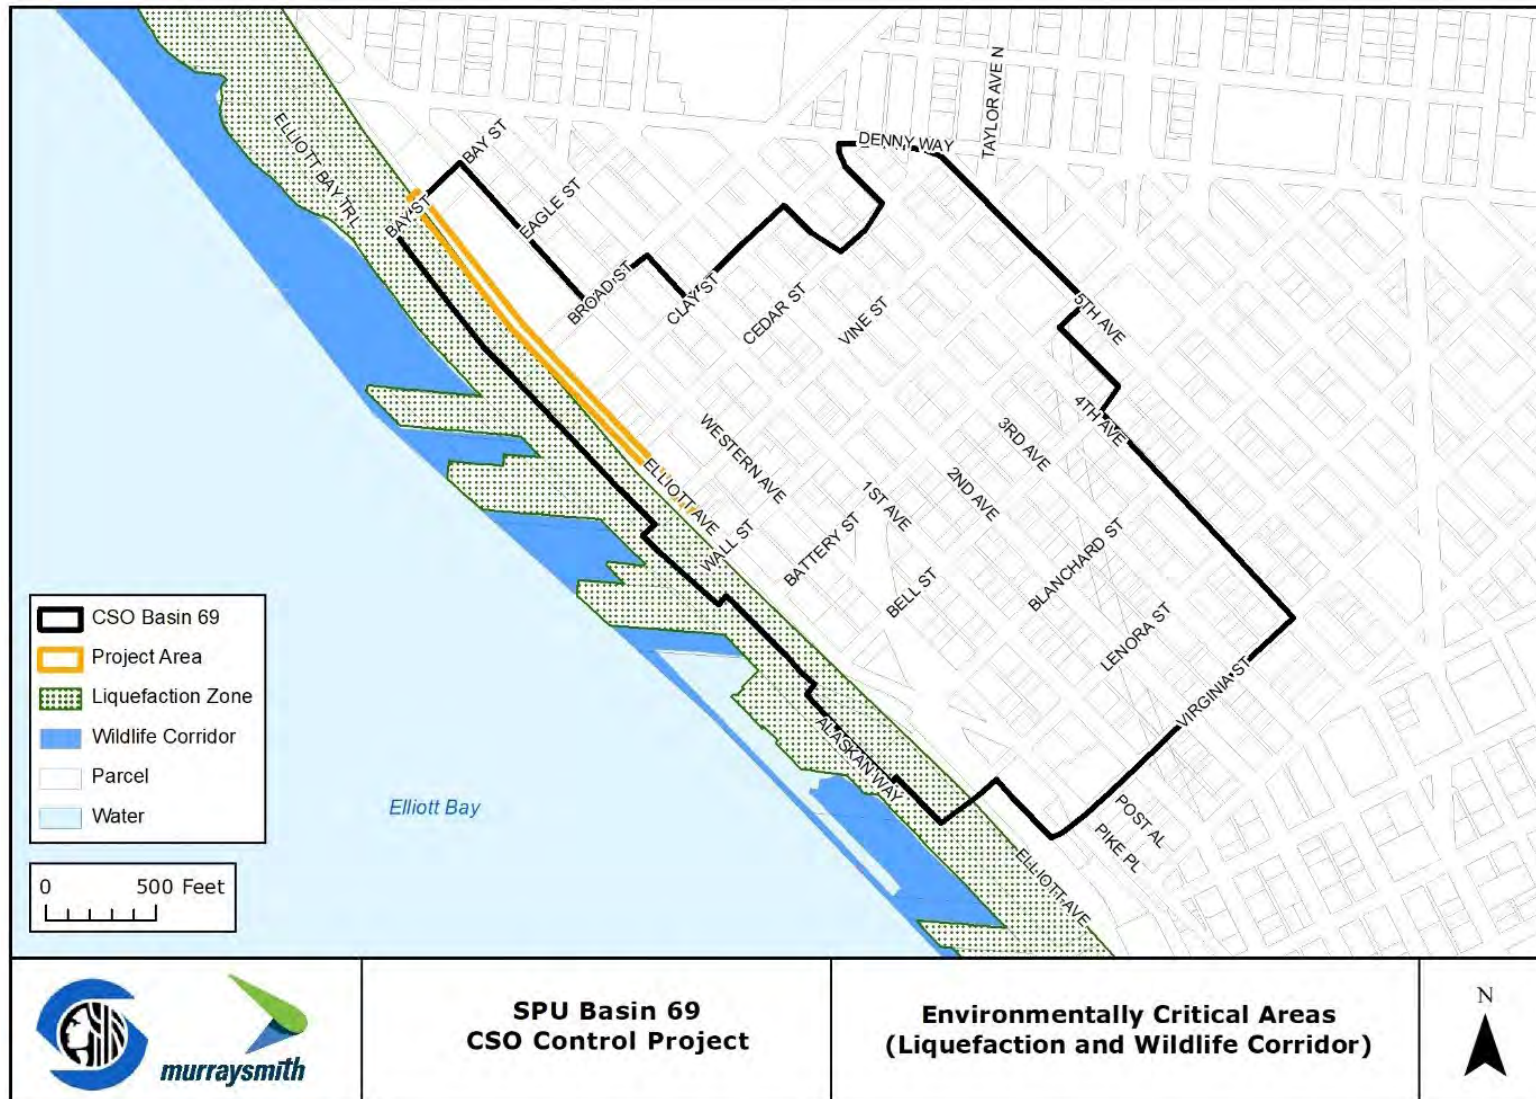 TAYLOR AVE N
DENNY WAY
BAY ST
ELLIOTT BAY TRL
EAGLE ST
BAY ST
BROAD ST
CLAY ST
CEDAR ST
VINE ST
5TH AVE
4TH AVE
3RD AVE
2ND AVE
1ST AVE
WESTERN AVE
ELLIOTT AVE
WALL ST
BATTERY ST
BELL ST
BLANCHARD ST
LENORA ST
VIRGINIA ST
ALASKAN WAY
POST AL
PIKE PL
ELLIOTT AVE
Elliott Bay
CSO Basin 69
Project Area
Liquefaction Zone
Wildlife Corridor
Parcel
Water
0 500 Feet
murraysmith
SPU Basin 69
CSO Control Project
Environmentally Critical Areas
(Liquefaction and Wildlife Corridor)
N